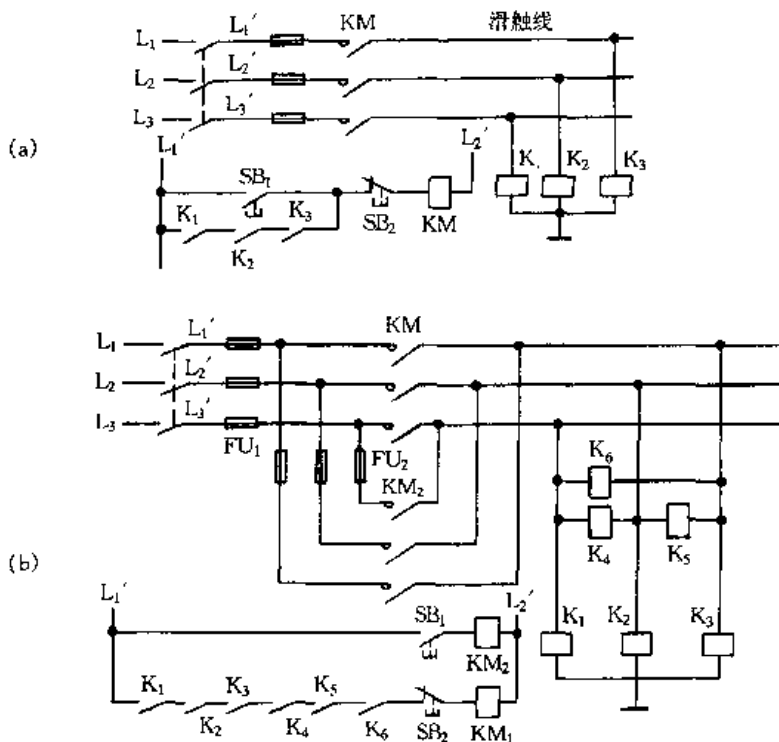 (a)
L₁ L₁′ KM 滑触线
L₂ L₂′
L₃ L₃′
L₁′ L₂′
K. K₂ K₃
SB₁
K₁ K₂ K₃
SB₂ KM
(b)
L₁ L₁′ KM
L₂ L₂′
L₃ L₃′
FU₁ FU₂
KM₂
K₆
K₄ K₅
K₁ K₂ K₃
L₁′ L₂′
SB₁ KM₂
K₁ K₂ K₃ K₄ K₅ K₆ SB₂ KM₁